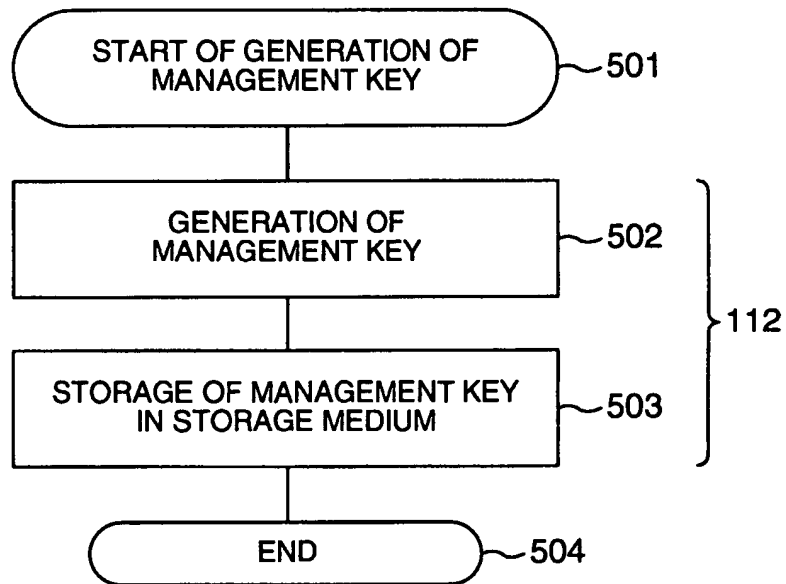 START OF GENERATION OF
MANAGEMENT KEY
501
GENERATION OF
MANAGEMENT KEY
502
112
STORAGE OF MANAGEMENT KEY
IN STORAGE MEDIUM
503
END
504